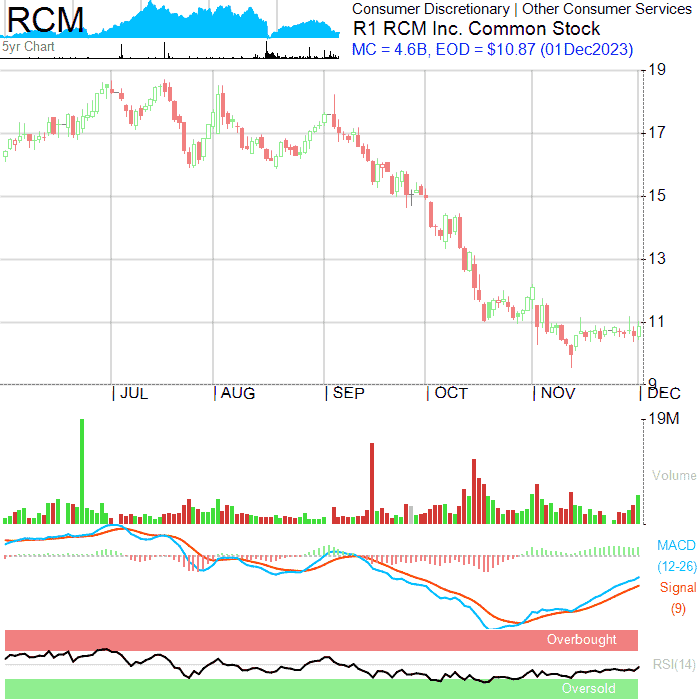 RCM
5yr Chart
Consumer Discretionary | Other Consumer Services
R1 RCM Inc. Common Stock
MC = 4.6B, EOD = $10.87 (01Dec2023)
19
17
15
13
11
9
JUL
AUG
SEP
OCT
NOV
DEC
19M
Volume
MACD
(12-26)
Signal
(9)
Overbought
RSI(14)
Oversold